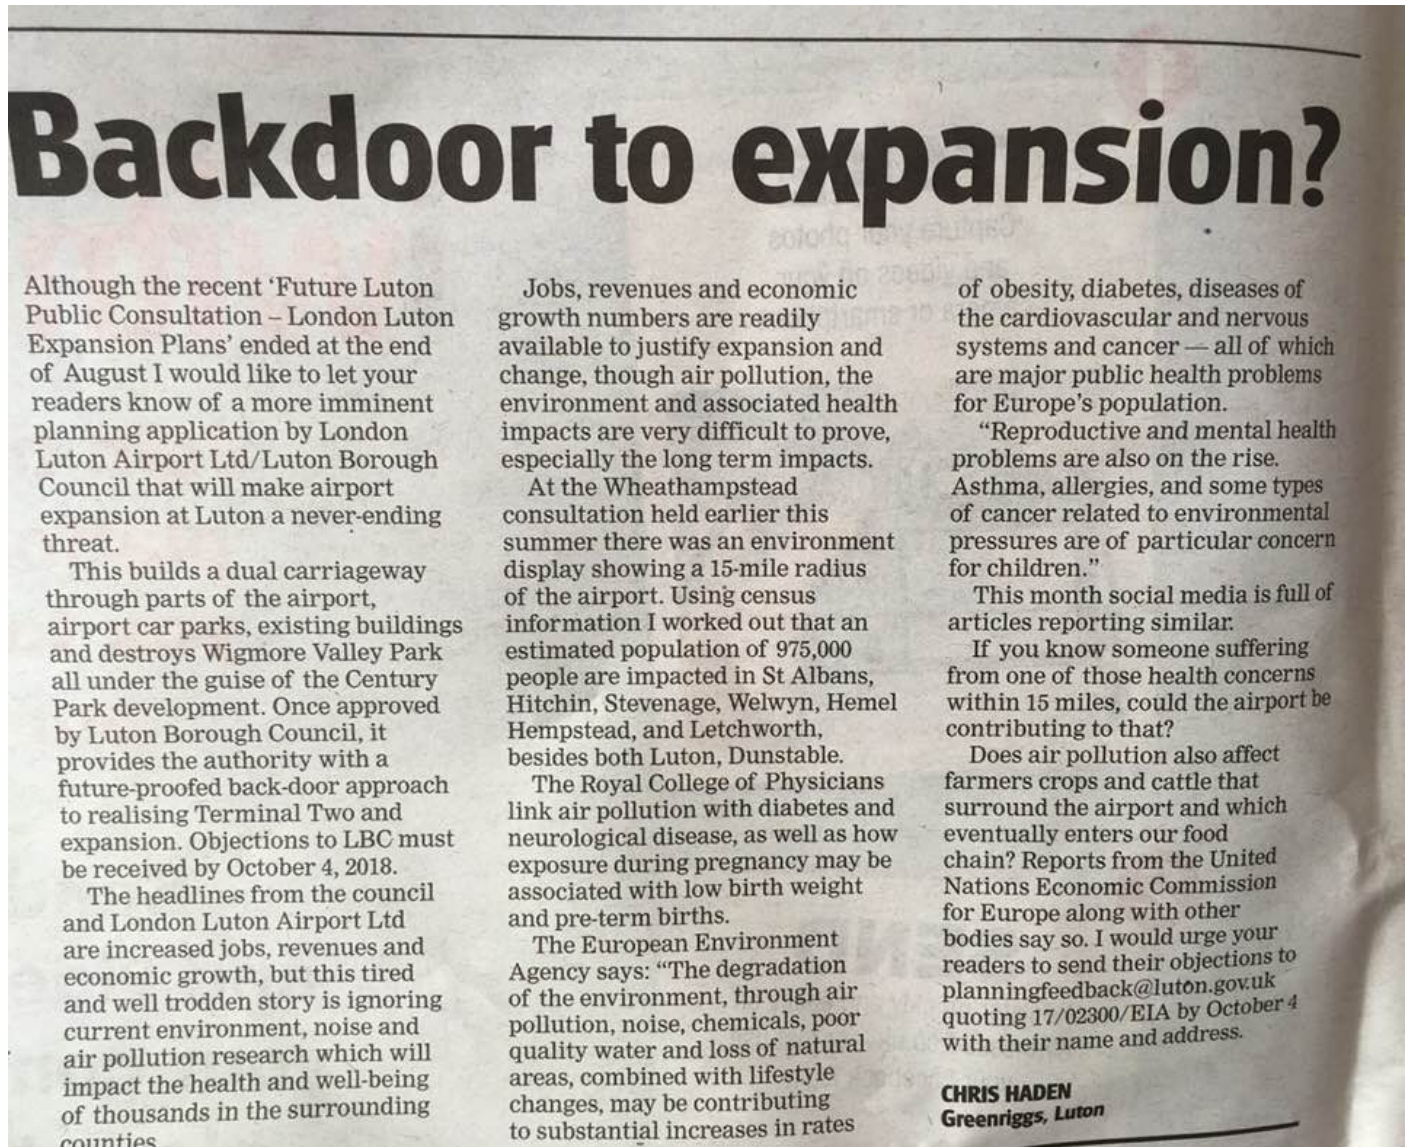 Backdoor to expansion?
Although the recent ‘Future Luton
Public Consultation – London Luton
Expansion Plans’ ended at the end
of August I would like to let your
readers know of a more imminent
planning application by London
Luton Airport Ltd/Luton Borough
Council that will make airport
expansion at Luton a never-ending
threat.
This builds a dual carriageway
through parts of the airport,
airport car parks, existing buildings
and destroys Wigmore Valley Park
all under the guise of the Century
Park development. Once approved
by Luton Borough Council, it
provides the authority with a
future-proofed back-door approach
to realising Terminal Two and
expansion. Objections to LBC must
be received by October 4, 2018.
The headlines from the council
and London Luton Airport Ltd
are increased jobs, revenues and
economic growth, but this tired
and well trodden story is ignoring
current environment, noise and
air pollution research which will
impact the health and well-being
of thousands in the surrounding
counties
Jobs, revenues and economic
growth numbers are readily
available to justify expansion and
change, though air pollution, the
environment and associated health
impacts are very difficult to prove,
especially the long term impacts.
At the Wheathampstead
consultation held earlier this
summer there was an environment
display showing a 15-mile radius
of the airport. Using census
information I worked out that an
estimated population of 975,000
people are impacted in St Albans,
Hitchin, Stevenage, Welwyn, Hemel
Hempstead, and Letchworth,
besides both Luton, Dunstable.
The Royal College of Physicians
link air pollution with diabetes and
neurological disease, as well as how
exposure during pregnancy may be
associated with low birth weight
and pre-term births.
The European Environment
Agency says: “The degradation
of the environment, through air
pollution, noise, chemicals, poor
quality water and loss of natural
areas, combined with lifestyle
changes, may be contributing
to substantial increases in rates
of obesity, diabetes, diseases of
the cardiovascular and nervous
systems and cancer — all of which
are major public health problems
for Europe’s population.
“Reproductive and mental health
problems are also on the rise.
Asthma, allergies, and some types
of cancer related to environmental
pressures are of particular concern
for children.”
This month social media is full of
articles reporting similar.
If you know someone suffering
from one of those health concerns
within 15 miles, could the airport be
contributing to that?
Does air pollution also affect
farmers crops and cattle that
surround the airport and which
eventually enters our food
chain? Reports from the United
Nations Economic Commission
for Europe along with other
bodies say so. I would urge your
readers to send their objections to
planningfeedback@luton.gov.uk
quoting 17/02300/EIA by October 4
with their name and address.
CHRIS HADEN
Greenriggs, Luton